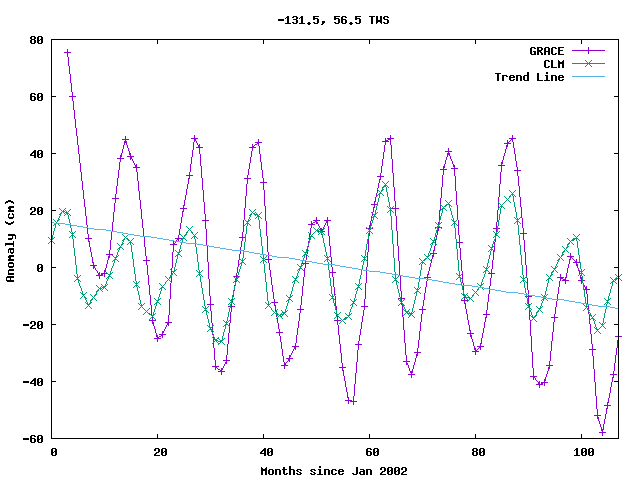 -131.5, 56.5 TWS
GRACE
CLM
Trend Line
80
60
40
20
0
-20
-40
-60
Anomaly (cm)
0 20 40 60 80 100
Months since Jan 2002